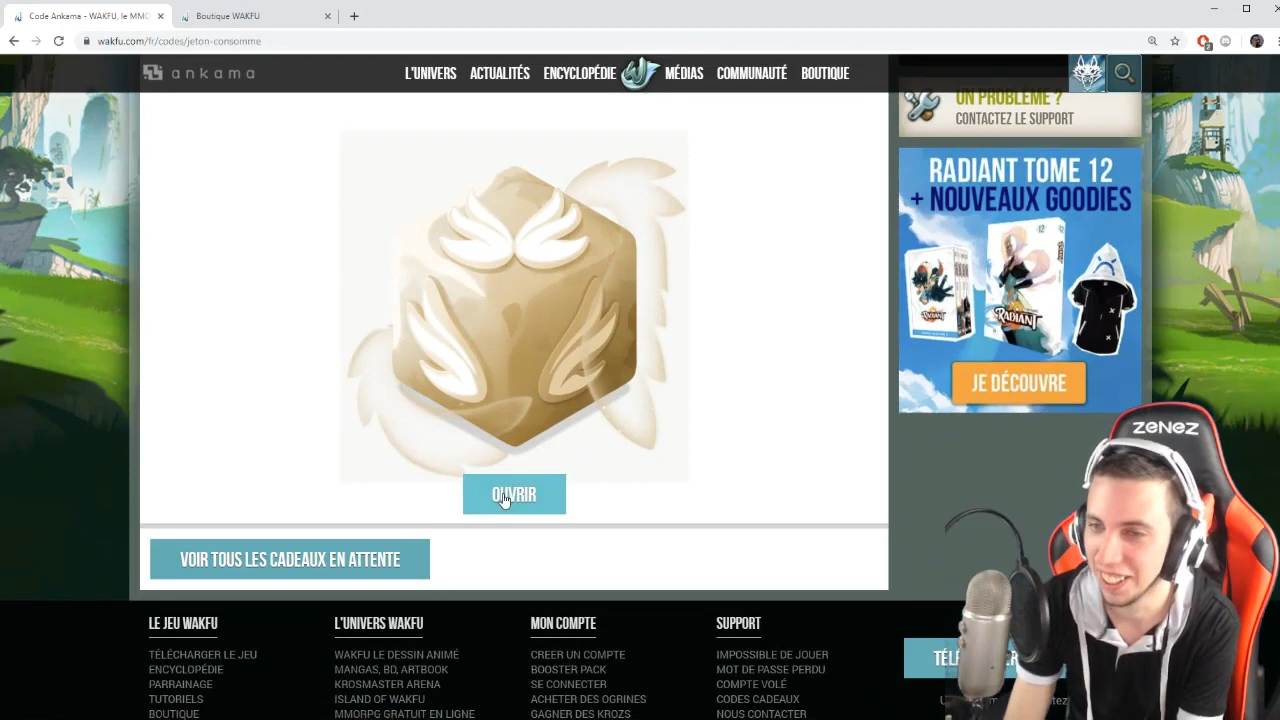 Code Ankama - WAKFU, le MMO
Boutique WAKFU
wakfu.com/fr/codes/jeton-consomme
2
ankama
L'UNIVERS
ACTUALITÉS
ENCYCLOPÉDIE
MÉDIAS
COMMUNAUTÉ
BOUTIQUE
UN PROBLÈME ?
CONTACTEZ LE SUPPORT
RADIANT TOME 12
+ NOUVEAUX GOODIES
12
RADIANT
RADIANT
JE DÉCOUVRE
OUVRIR
VOIR TOUS LES CADEAUX EN ATTENTE
ZENEZ
LE JEU WAKFU
TÉLÉCHARGER LE JEU
ENCYCLOPÉDIE
PARRAINAGE
TUTORIELS
BOUTIQUE
L'UNIVERS WAKFU
WAKFU LE DESSIN ANIMÉ
MANGAS, BD, ARTBOOK
KROSMASTER ARENA
ISLAND OF WAKFU
MMORPG GRATUIT EN LIGNE
MON COMPTE
CREER UN COMPTE
BOOSTER PACK
SE CONNECTER
ACHETER DES OGRINES
GAGNER DES KROZS
SUPPORT
IMPOSSIBLE DE JOUER
MOT DE PASSE PERDU
COMPTE VOLÉ
CODES CADEAUX
NOUS CONTACTER